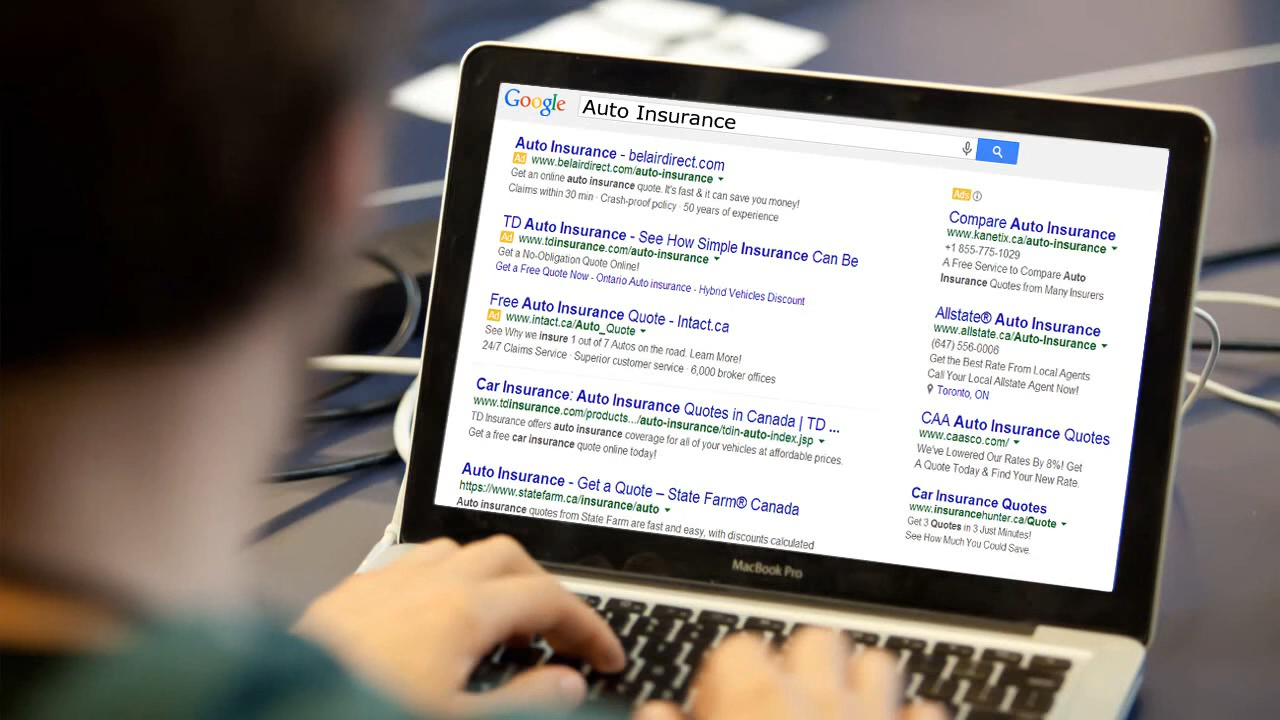 Google
Auto Insurance
Auto Insurance - belairdirect.com
Ad www.belairdirect.com/auto-insurance
Get an online auto insurance quote. It's fast & it can save you money!
Claims within 30 min · Crash-proof policy · 50 years of experience
TD Auto Insurance - See How Simple Insurance Can Be
Ad www.tdinsurance.com/auto-insurance
Get a No-Obligation Quote Online!
Get a Free Quote Now - Ontario Auto insurance - Hybrid Vehicles Discount
Free Auto Insurance Quote - Intact.ca
Ad www.intact.ca/Auto_Quote
See Why we insure 1 out of 7 Autos on the road. Learn More!
24/7 Claims Service · Superior customer service · 6,000 broker offices
Car Insurance: Auto Insurance Quotes in Canada | TD ...
www.tdinsurance.com/products.../auto-insurance/tdin-auto-index.jsp
TD Insurance offers auto insurance coverage for all of your vehicles at affordable prices.
Get a free car insurance quote online today!
Auto Insurance - Get a Quote – State Farm® Canada
https://www.statefarm.ca/insurance/auto
Auto insurance quotes from State Farm are fast and easy, with discounts calculated
Ads
Compare Auto Insurance
www.kanetix.ca/auto-insurance
+1 855-775-1029
A Free Service to Compare Auto
Insurance Quotes from Many Insurers
Allstate® Auto Insurance
www.allstate.ca/Auto-Insurance
(647) 556-0006
Get the Best Rate From Local Agents
Call Your Local Allstate Agent Now!
Toronto, ON
CAA Auto Insurance Quotes
www.caasco.com/
We've Lowered Our Rates By 8%! Get
A Quote Today & Find Your New Rate.
Car Insurance Quotes
www.insurancehunter.ca/Quote
Get 3 Quotes in 3 Just Minutes!
See How Much You Could Save.
MacBook Pro